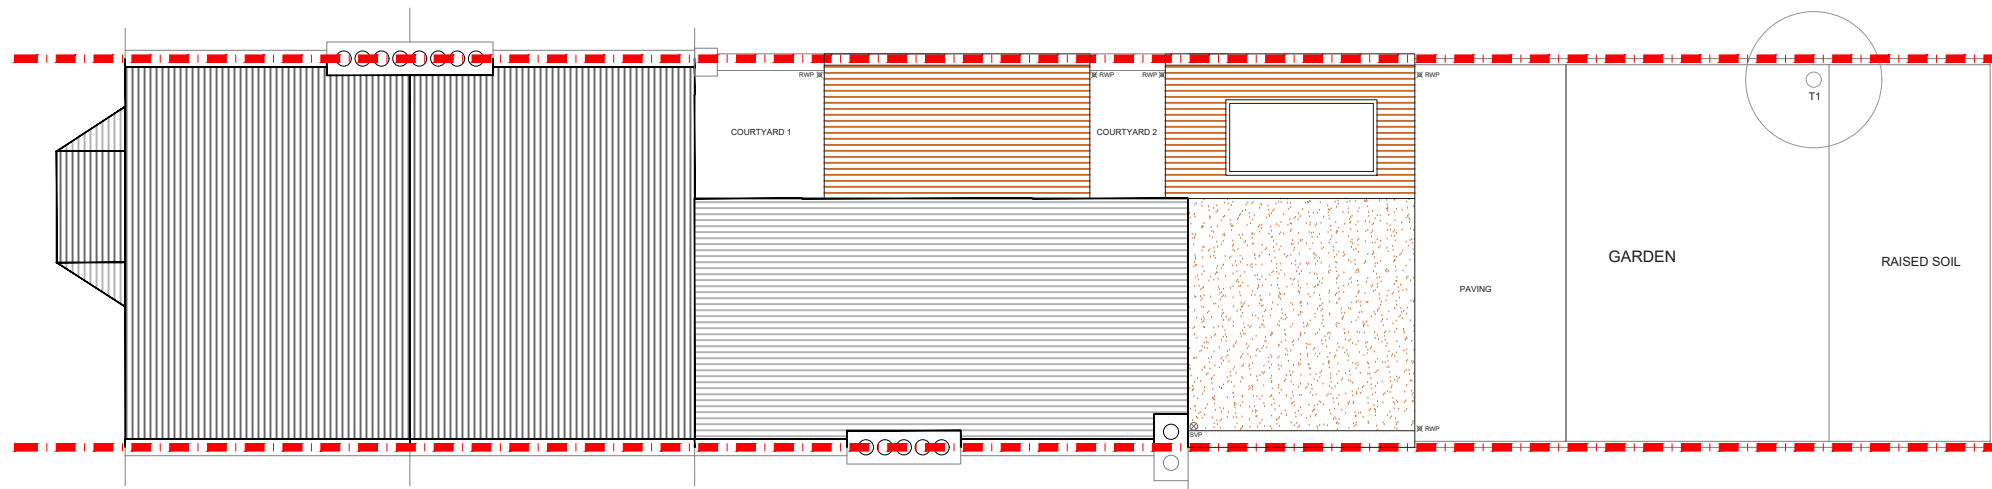 RWP
RWP
RWP
RWP
T1
COURTYARD 1
COURTYARD 2
GARDEN
RAISED SOIL
PAVING
RWP
SVP